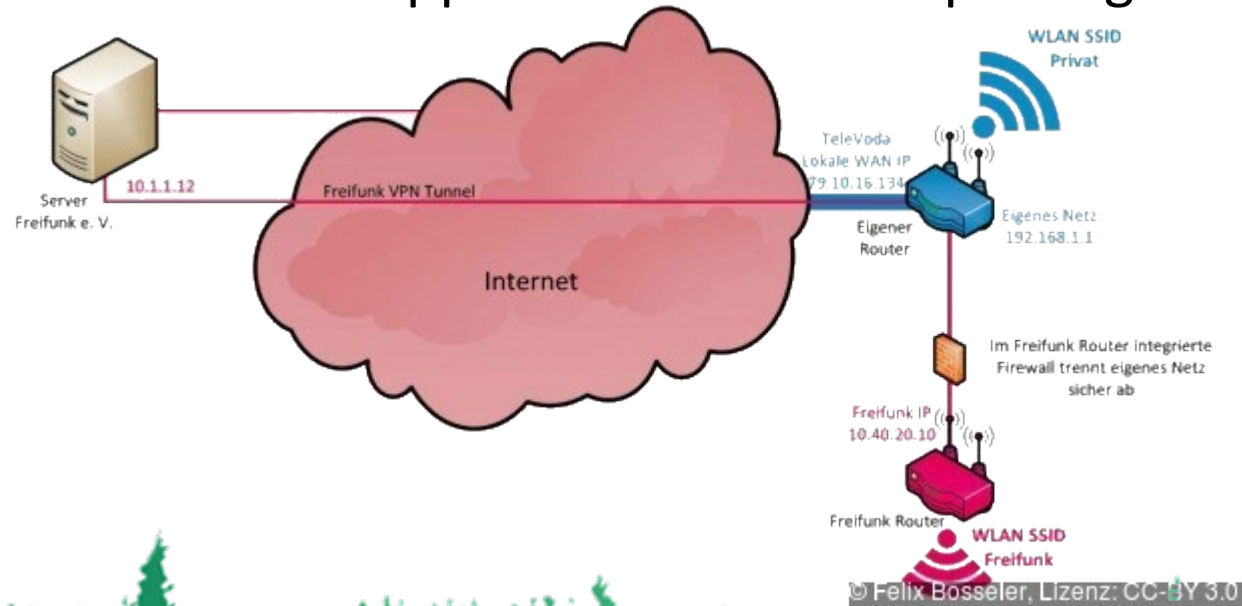 WLAN SSID
Privat
TeleVoda
Lokale WAN IP
79.10.16.134
10.1.1.12
Freifunk VPN Tunnel
Server
Freifunk e. V.
Eigener
Router
Eigenes Netz
192.168.1.1
Internet
Im Freifunk Router integrierte
Firewall trennt eigenes Netz
sicher ab
Freifunk IP
10.40.20.10
Freifunk Router
WLAN SSID
Freifunk
© Felix Bosseler, Lizenz: CC-BY 3.0